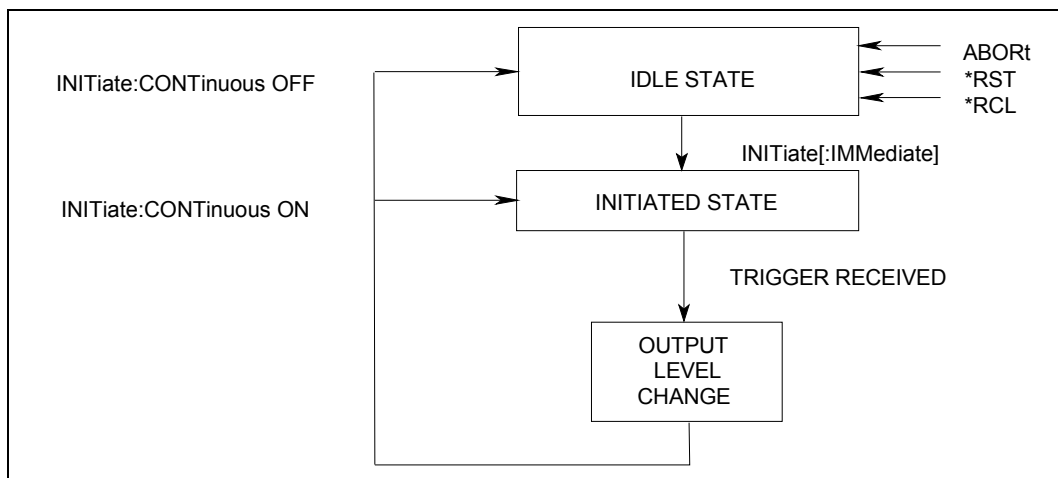 ABORt
INITiate:CONTinuous OFF
IDLE STATE
*RST
*RCL
INITiate[:IMMediate]
INITiate:CONTinuous ON
INITIATED STATE
TRIGGER RECEIVED
OUTPUT
LEVEL
CHANGE